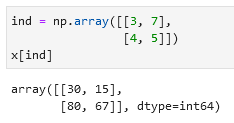 ind = np.array([[3, 7],
[4, 5]])
x[ind]
array([[30, 15],
[80, 67]], dtype=int64)